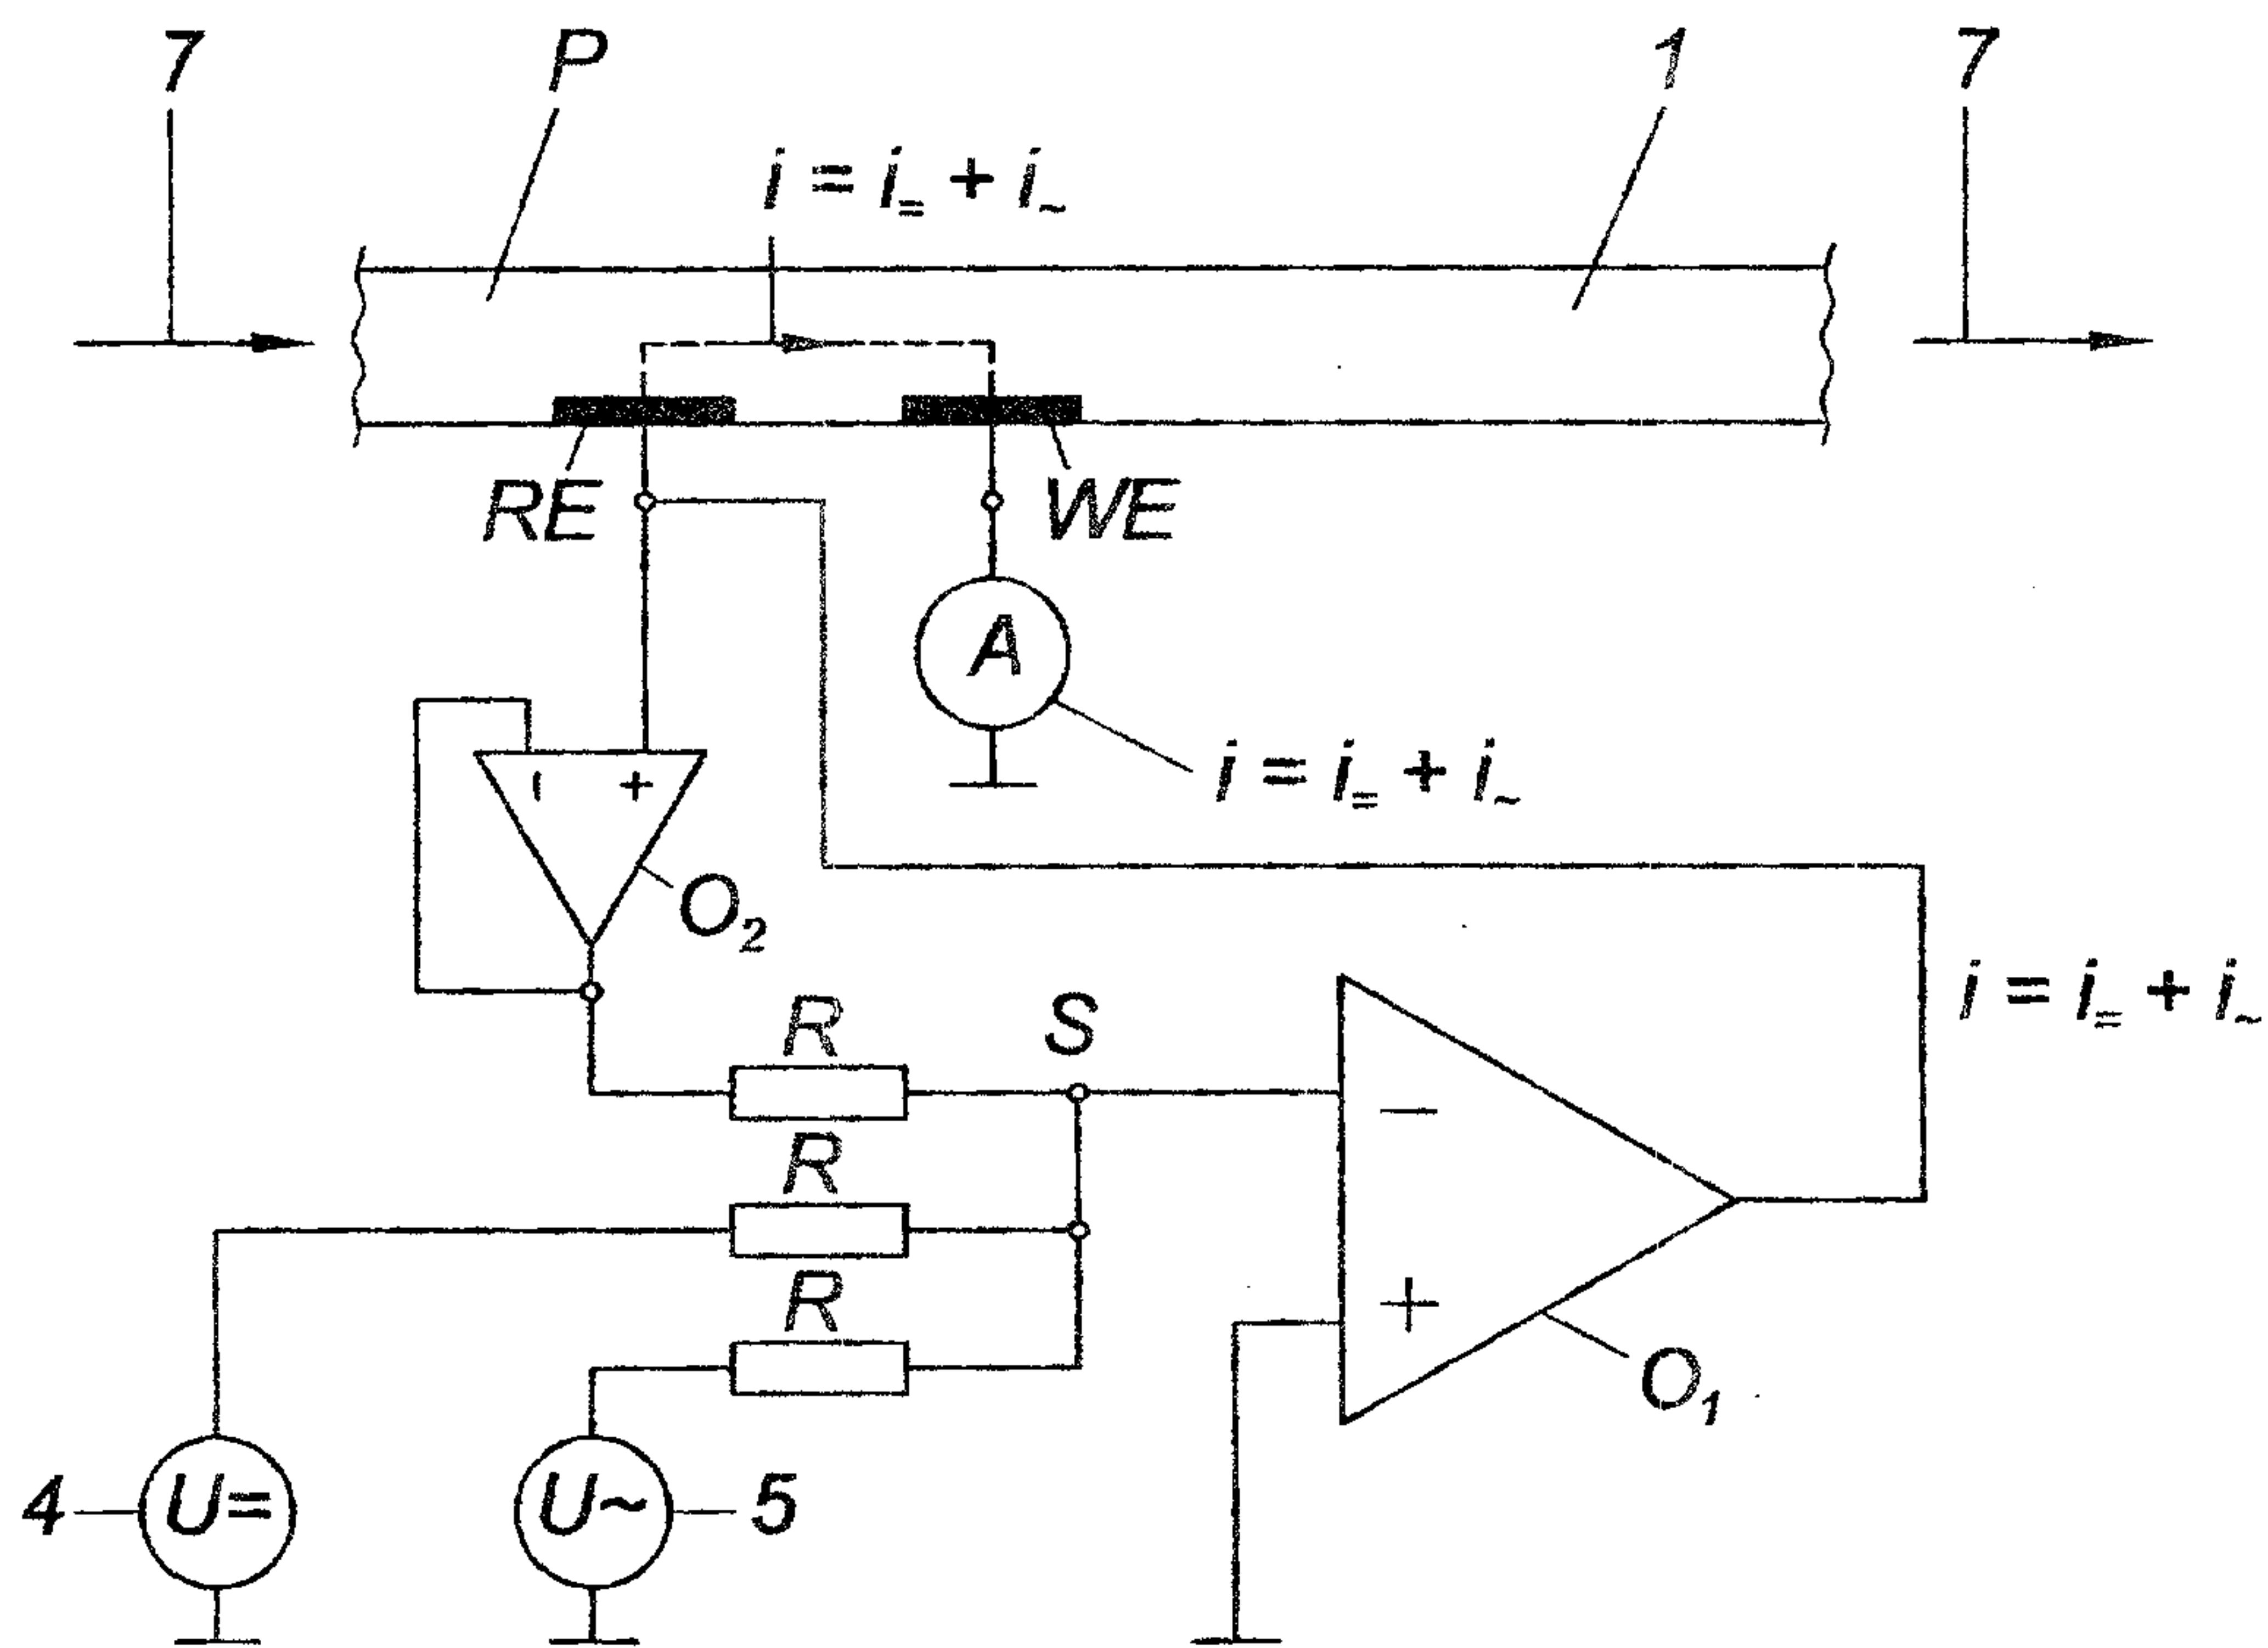 7
P
1
7
i = i₌ + i~
RE
WE
A
- +
i = i₌ + i~
O₂
i = i₌ + i~
R
S
−
R
+
R
O₁
4
U=
U~
5